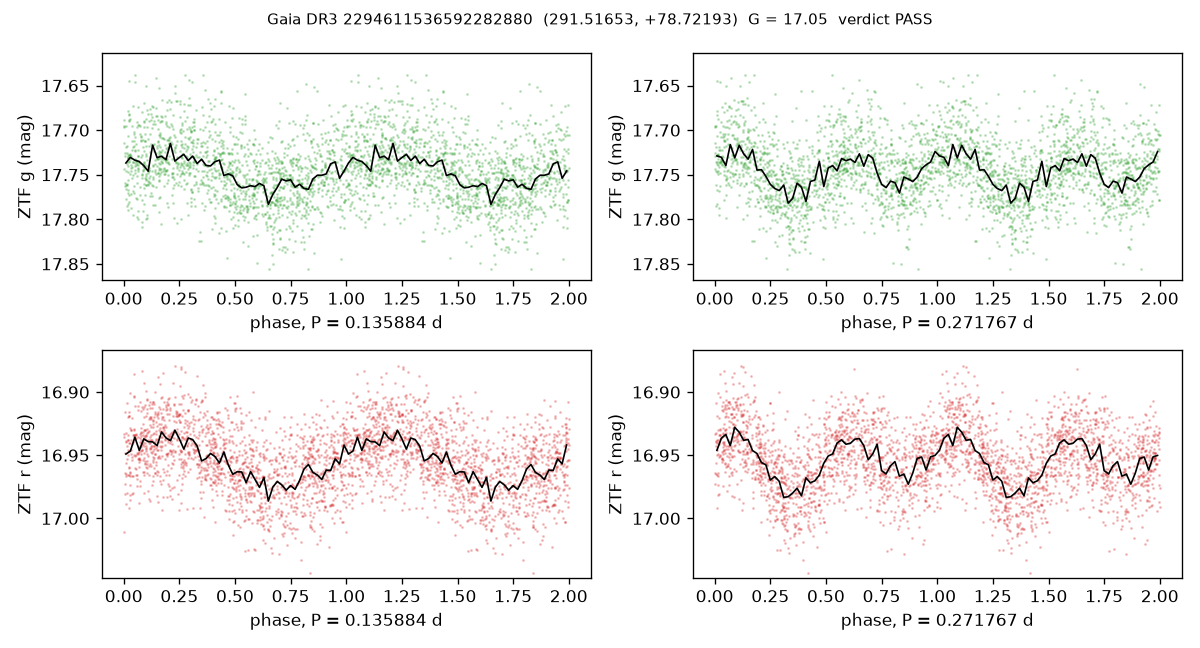 Gaia DR3 2294611536592282880 (291.51653, +78.72193) G = 17.05 verdict PASS
ZTF g (mag)
17.65
17.70
17.75
17.80
17.85
0.00 0.25 0.50 0.75 1.00 1.25 1.50 1.75 2.00
phase, P = 0.135884 d
ZTF g (mag)
17.65
17.70
17.75
17.80
17.85
0.00 0.25 0.50 0.75 1.00 1.25 1.50 1.75 2.00
phase, P = 0.271767 d
ZTF r (mag)
16.90
16.95
17.00
0.00 0.25 0.50 0.75 1.00 1.25 1.50 1.75 2.00
phase, P = 0.135884 d
ZTF r (mag)
16.90
16.95
17.00
0.00 0.25 0.50 0.75 1.00 1.25 1.50 1.75 2.00
phase, P = 0.271767 d